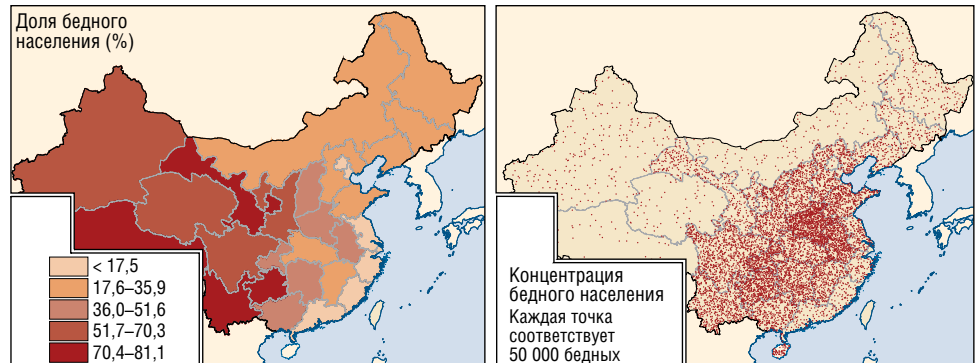 Доля бедного
населения (%)
< 17,5
17,6–35,9
36,0–51,6
51,7–70,3
70,4–81,1
Концентрация
бедного населения
Каждая точка
соответствует
50 000 бедных